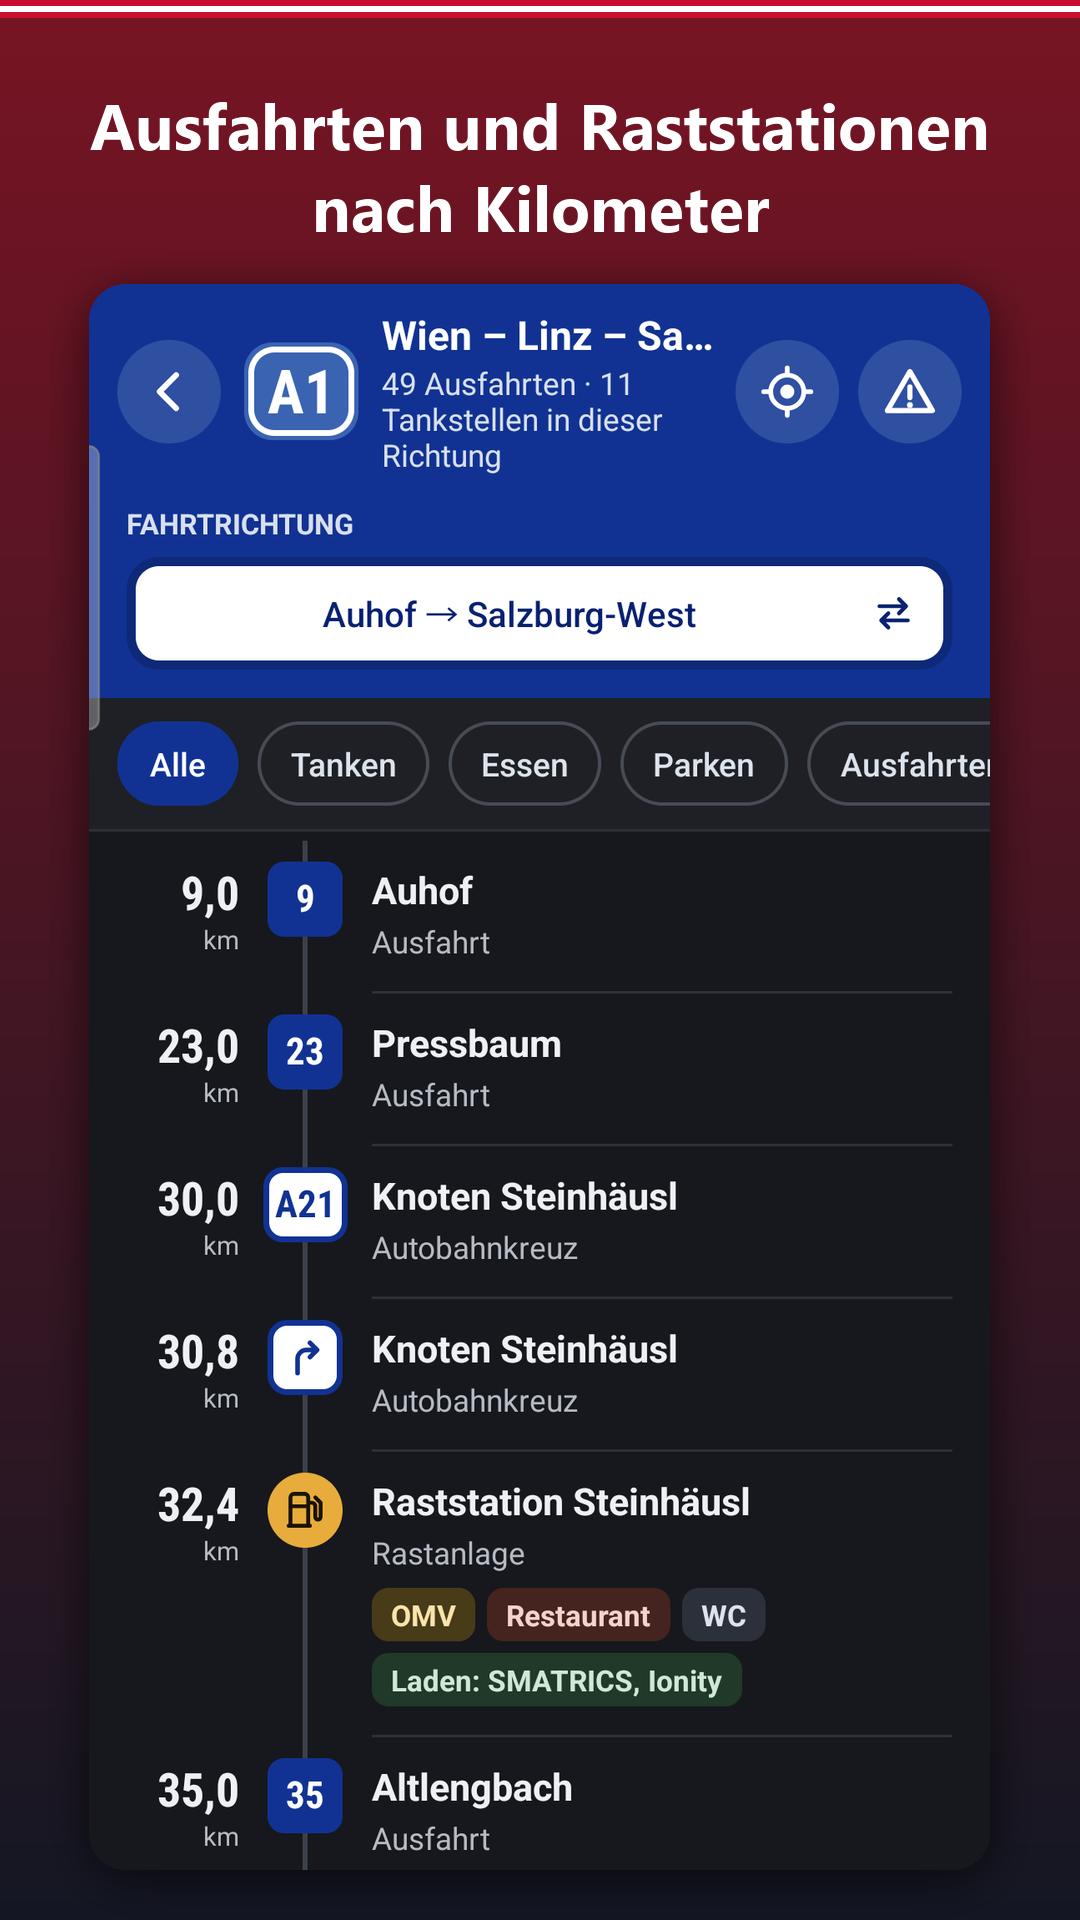 Ausfahrten und Raststationen
nach Kilometer
Wien – Linz – Sa...
A1
49 Ausfahrten · 11
Tankstellen in dieser
Richtung
FAHRTRICHTUNG
Auhof → Salzburg-West
Alle
Tanken
Essen
Parken
Ausfahrten
9,0
km
9
Auhof
Ausfahrt
23,0
km
23
Pressbaum
Ausfahrt
30,0
km
A21
Knoten Steinhäusl
Autobahnkreuz
30,8
km
Knoten Steinhäusl
Autobahnkreuz
32,4
km
Raststation Steinhäusl
Rastanlage
OMV
Restaurant
WC
Laden: SMATRICS, Ionity
35,0
km
35
Altlengbach
Ausfahrt